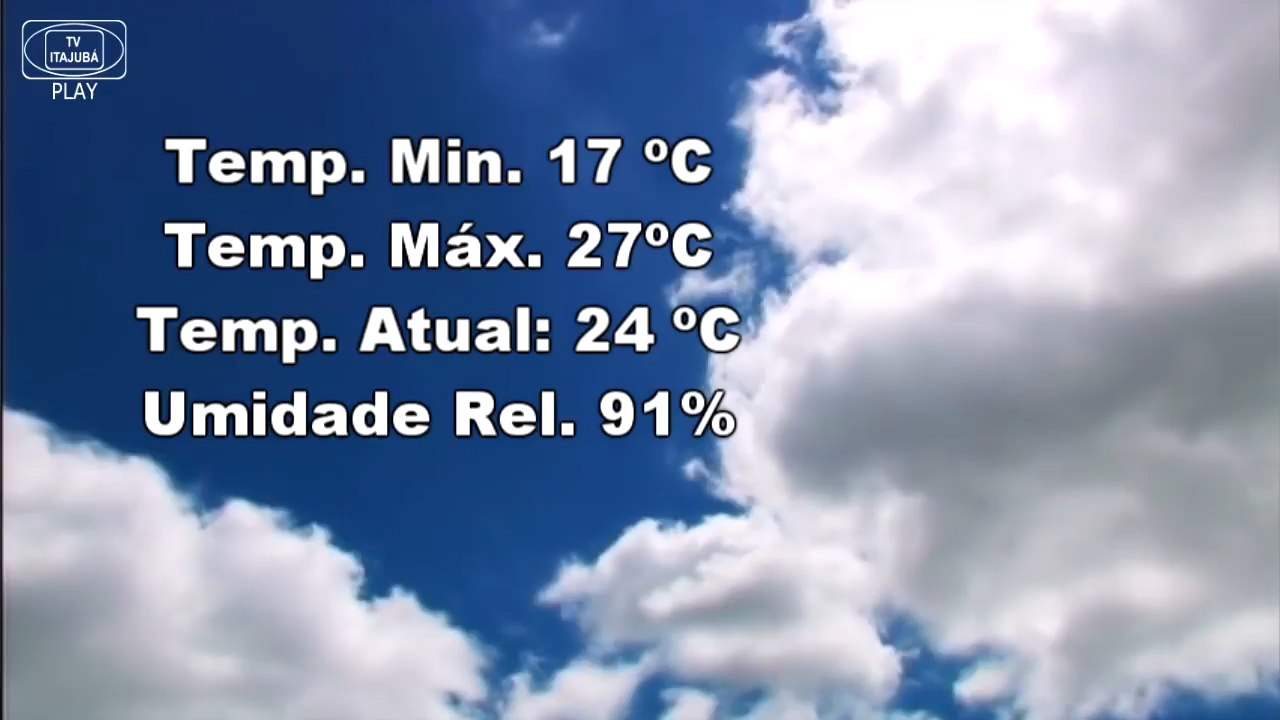 TV
ITAJUBÁ
PLAY
Temp. Min. 17 ºC
Temp. Máx. 27ºC
Temp. Atual: 24 ºC
Umidade Rel. 91%